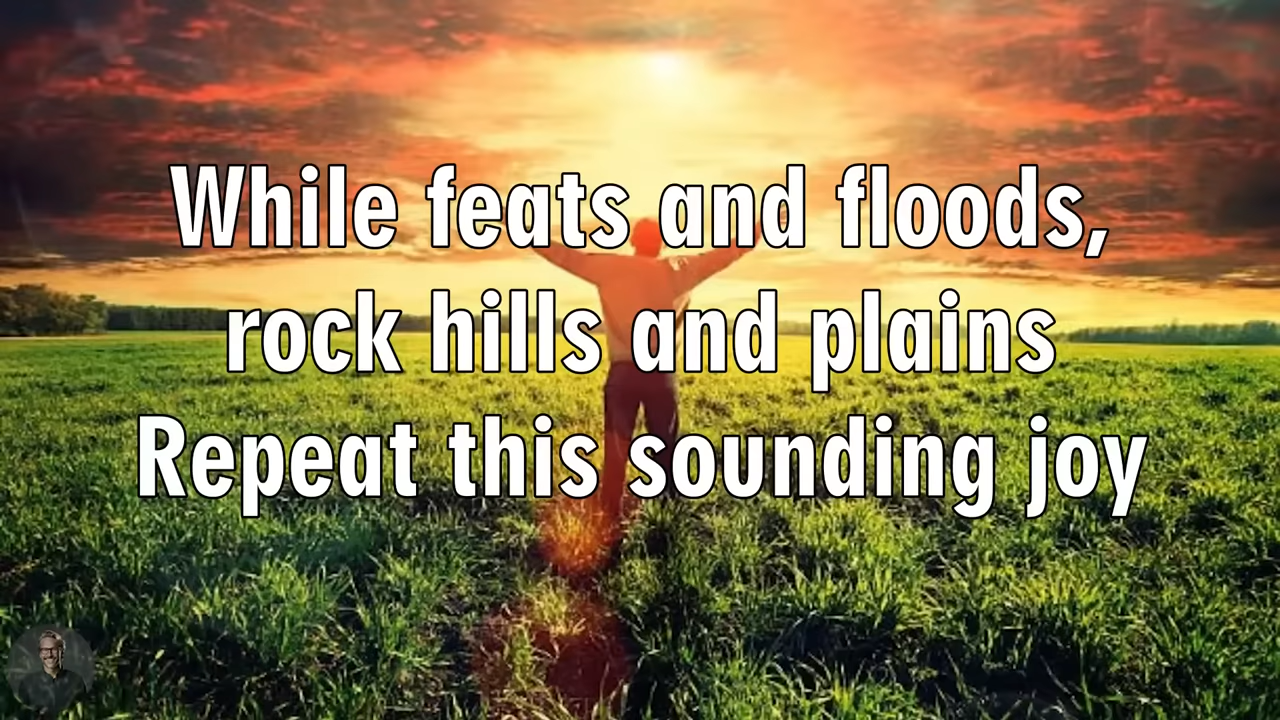 While feats and floods,
rock hills and plains
Repeat this sounding joy